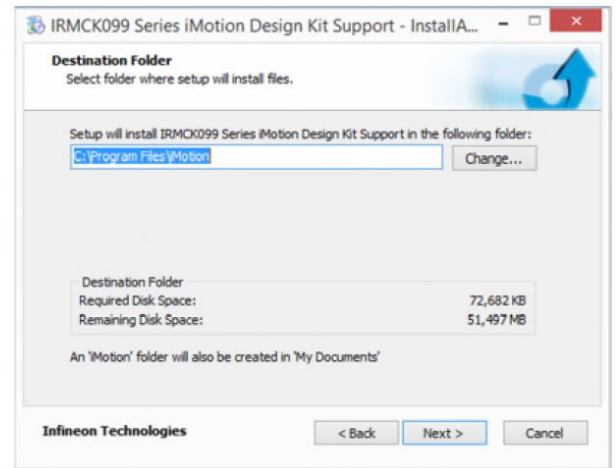 IRMCK099 Series iMotion Design Kit Support - InstallA...
Destination Folder
Select folder where setup will install files.
Setup will install IRMCK099 Series iMotion Design Kit Support in the following folder:
C:\Program Files\iMotion
Change...
Destination Folder
Required Disk Space: 72,682 KB
Remaining Disk Space: 51,497 MB
An 'iMotion' folder will also be created in 'My Documents'
Infineon Technologies
< Back Next > Cancel